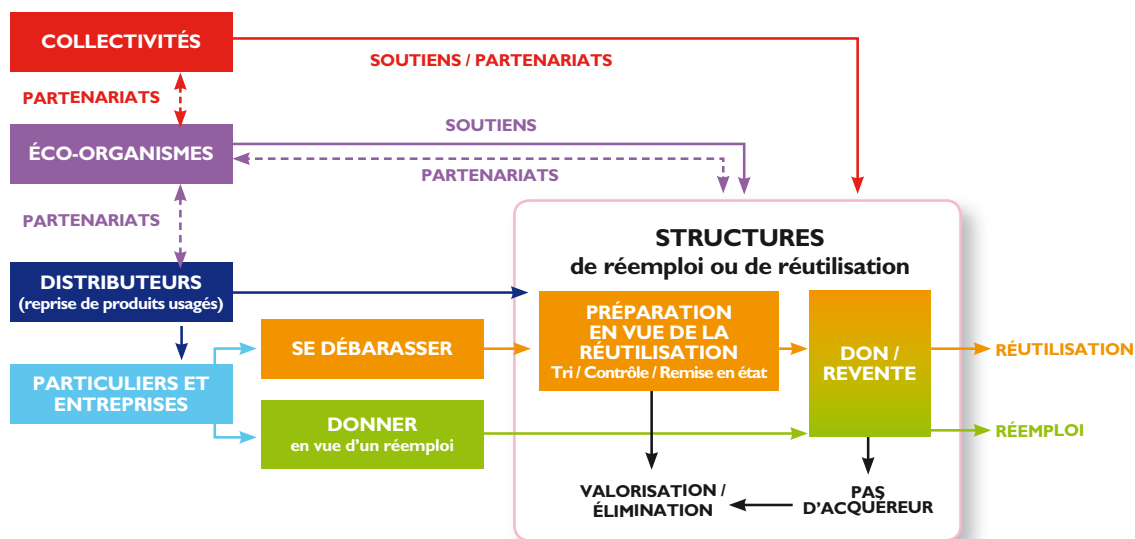 COLLECTIVITÉS
SOUTIENS / PARTENARIATS
PARTENARIATS
ÉCO-ORGANISMES
SOUTIENS
PARTENARIATS
PARTENARIATS
STRUCTURES
de réemploi ou de réutilisation
DISTRIBUTEURS
(reprise de produits usagés)
SE DÉBARASSER
PRÉPARATION
EN VUE DE LA
RÉUTILISATION
Tri / Contrôle / Remise en état
DON /
REVENTE
RÉUTILISATION
PARTICULIERS ET
ENTREPRISES
DONNER
en vue d'un réemploi
RÉEMPLOI
VALORISATION /
ÉLIMINATION
PAS
D'ACQUÉREUR